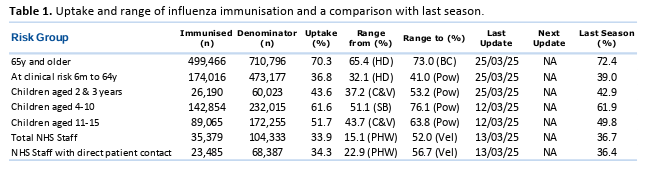 Table 1. Uptake and range of influenza immunisation and a comparison with last season.
Risk Group Immunised (n) Denominator (n) Uptake (%) Range from (%) Range to (%) Last Update Next Update Last Season (%)
65y and older 499,466 710,796 70.3 65.4 (HD) 73.0 (BC) 25/03/25 NA 72.4
At clinical risk 6m to 64y 174,016 473,177 36.8 32.1 (HD) 41.0 (Pow) 25/03/25 NA 39.0
Children aged 2 & 3 years 26,190 60,023 43.6 37.2 (C&V) 53.2 (Pow) 25/03/25 NA 42.9
Children aged 4-10 142,854 232,015 61.6 51.1 (SB) 76.1 (Pow) 12/03/25 NA 61.9
Children aged 11-15 89,065 172,255 51.7 43.7 (C&V) 63.8 (Pow) 12/03/25 NA 49.8
Total NHS Staff 35,379 104,333 33.9 15.1 (PHW) 52.0 (Vel) 13/03/25 NA 36.7
NHS Staff with direct patient contact 23,485 68,387 34.3 22.9 (PHW) 56.7 (Vel) 13/03/25 NA 36.4